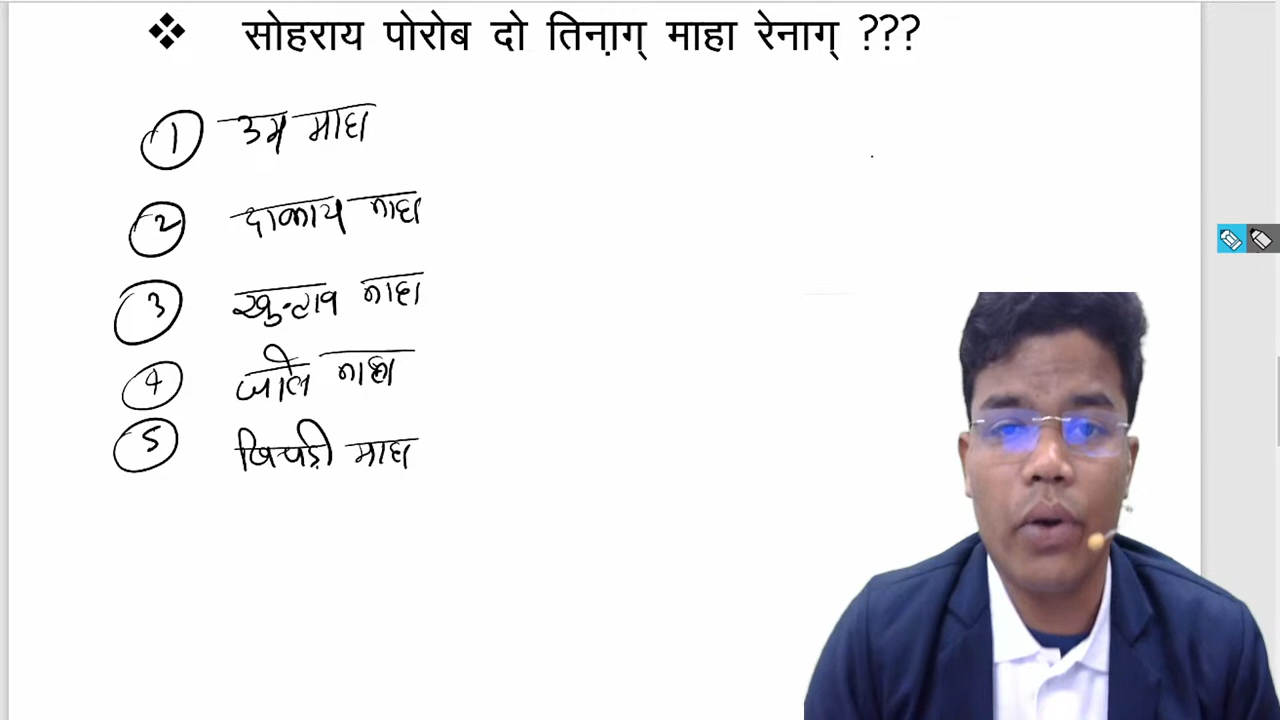 ❖ सोहराय पोरोब दो तिऩाग् माहा रेनाग् ???
1 उम माहा
2 दाकाय माहा
3 खुन्टाव माहा
4 जाले माहा
5 खिचड़ी माहा